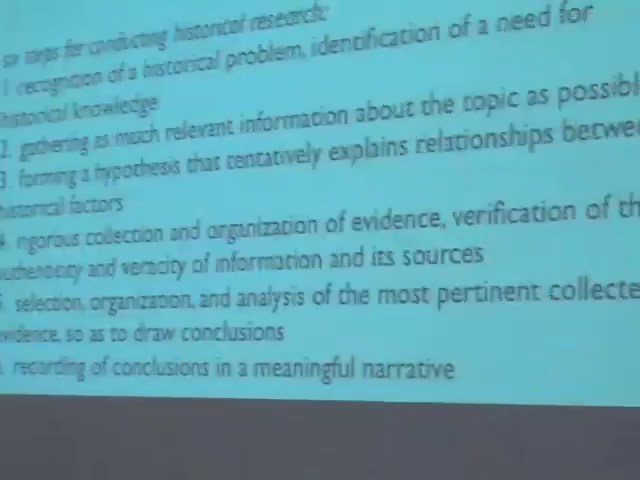 six steps for conducting historical research:
1. recognition of a historical problem, identification of a need for
historical knowledge
2. gathering as much relevant information about the topic as possibl
3. forming a hypothesis that tentatively explains relationships betwe
historical factors
4. rigorous collection and organization of evidence, verification of th
authenticity and veracity of information and its sources
5. selection, organization, and analysis of the most pertinent collecte
evidence, so as to draw conclusions
. recording of conclusions in a meaningful narrative